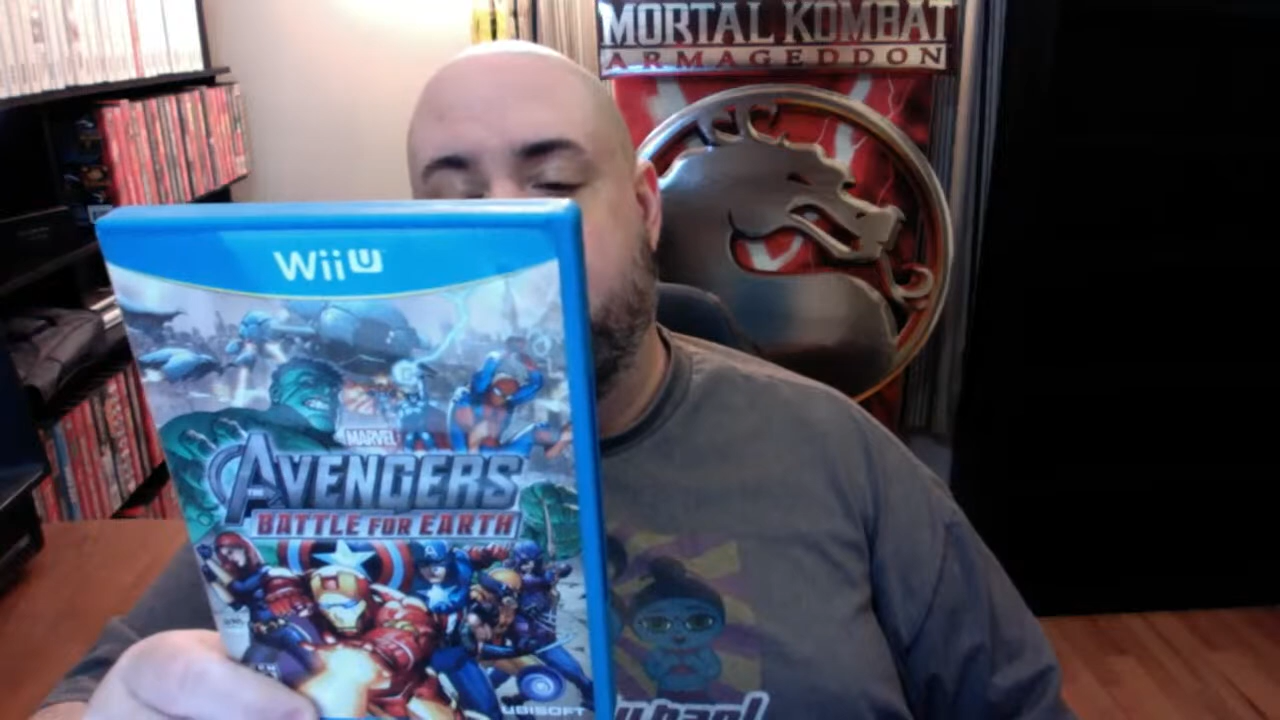 MORTAL KOMBAT
ARMAGEDDON
Wii U
MARVEL
AVENGERS
BATTLE FOR EARTH
UBISOFT